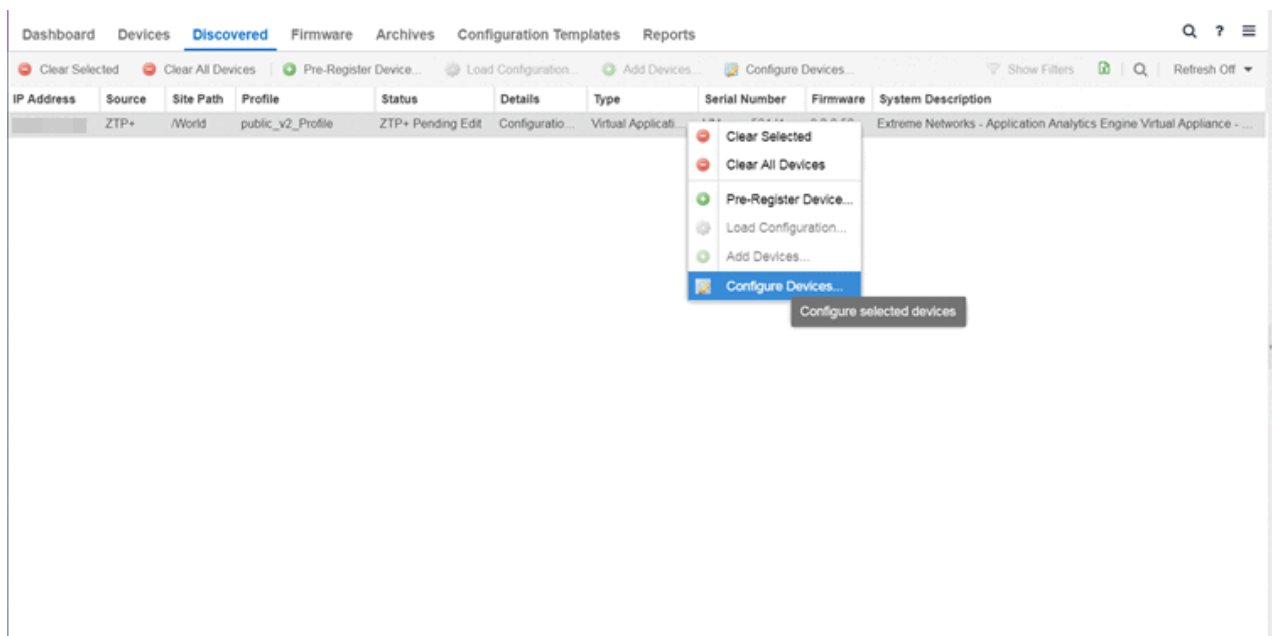 Dashboard Devices Discovered Firmware Archives Configuration Templates Reports ?
Clear Selected Clear All Devices Pre-Register Device... Load Configuration... Add Devices... Configure Devices... Show Filters Refresh Off
IP Address Source Site Path Profile Status Details Type Serial Number Firmware System Description
ZTP+ /World public_v2_Profile ZTP+ Pending Edit Configuratio... Virtual Applicati... Extreme Networks - Application Analytics Engine Virtual Appliance - ...
Clear Selected
Clear All Devices
Pre-Register Device...
Load Configuration...
Add Devices...
Configure Devices...
Configure selected devices